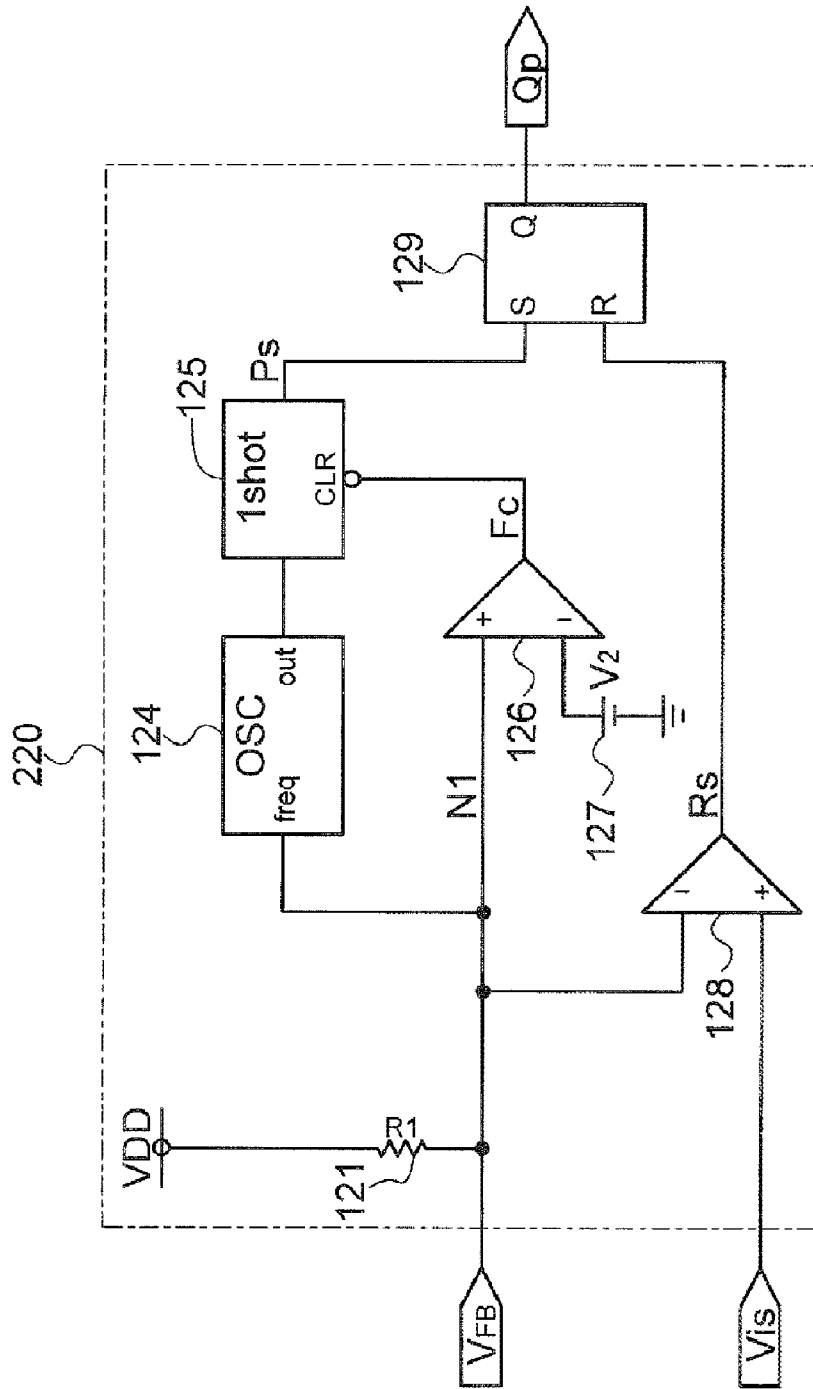 220
VDD
R1
121
124
OSC
freq
out
125
1shot
CLR
Ps
129
S
Q
R
Qp
VFB
N1
+
−
126
Fc
V2
127
Vis
−
+
128
Rs